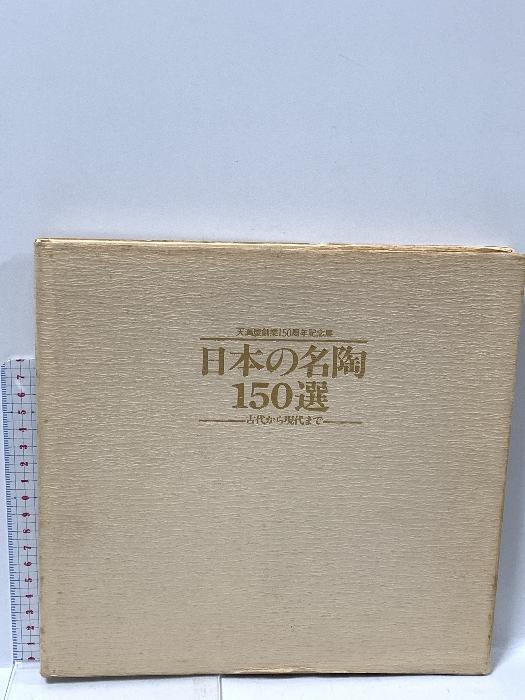 天満屋創業150周年記念展
日本の名陶
150選
古代から現代まで